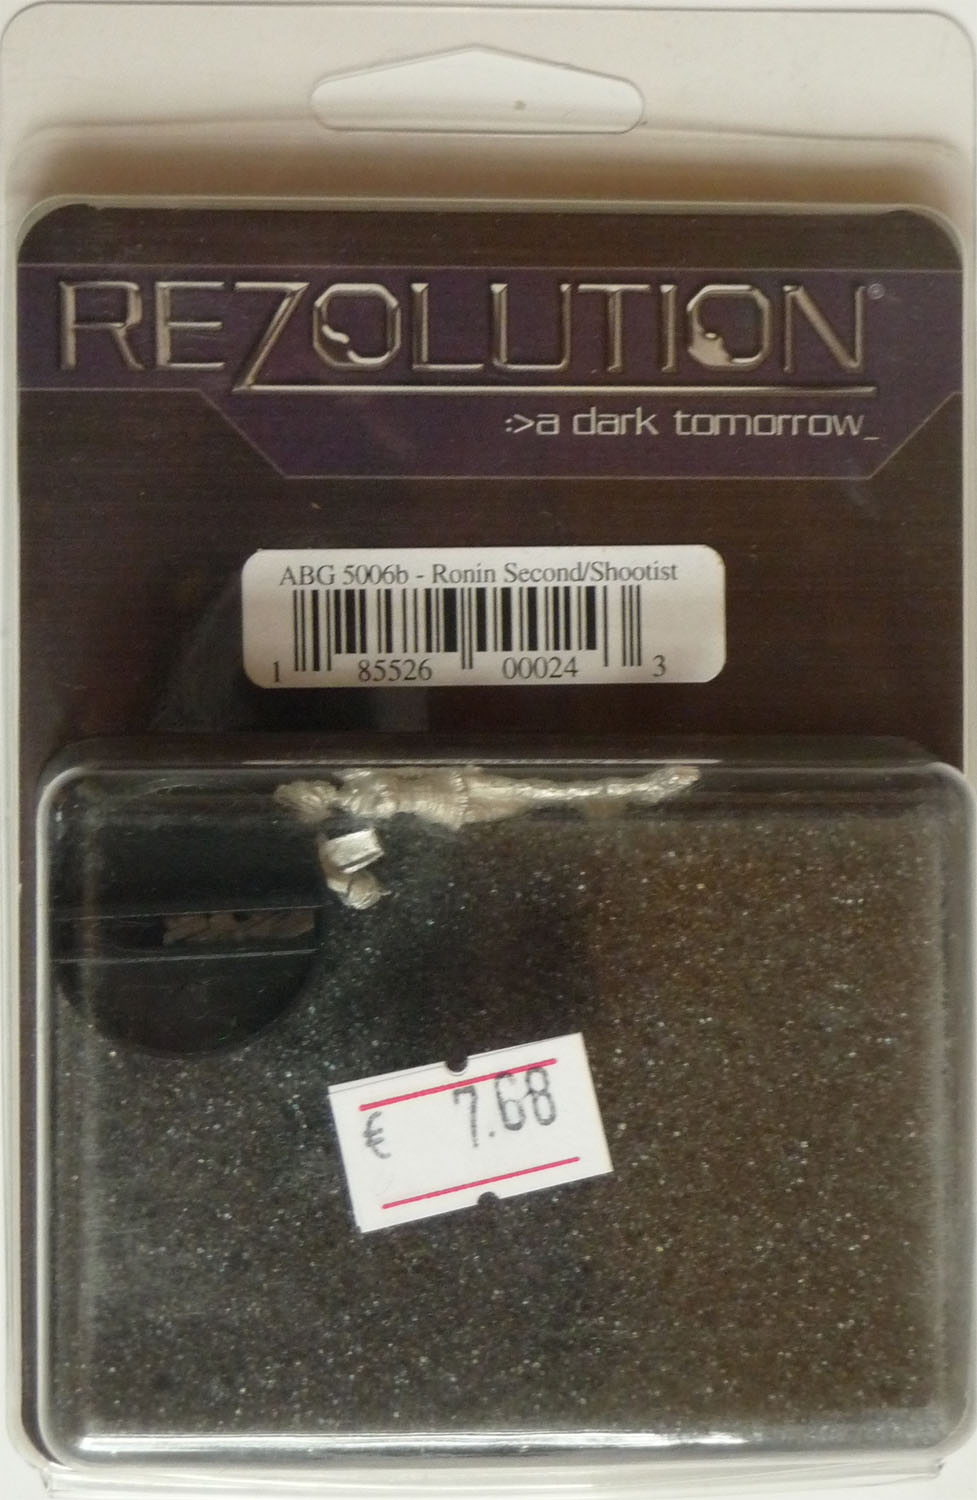 REZOLUTION®
:>a dark tomorrow_
ABG 5006b - Ronin Second/Shootist
1 85526 00024 3
€ 7.68